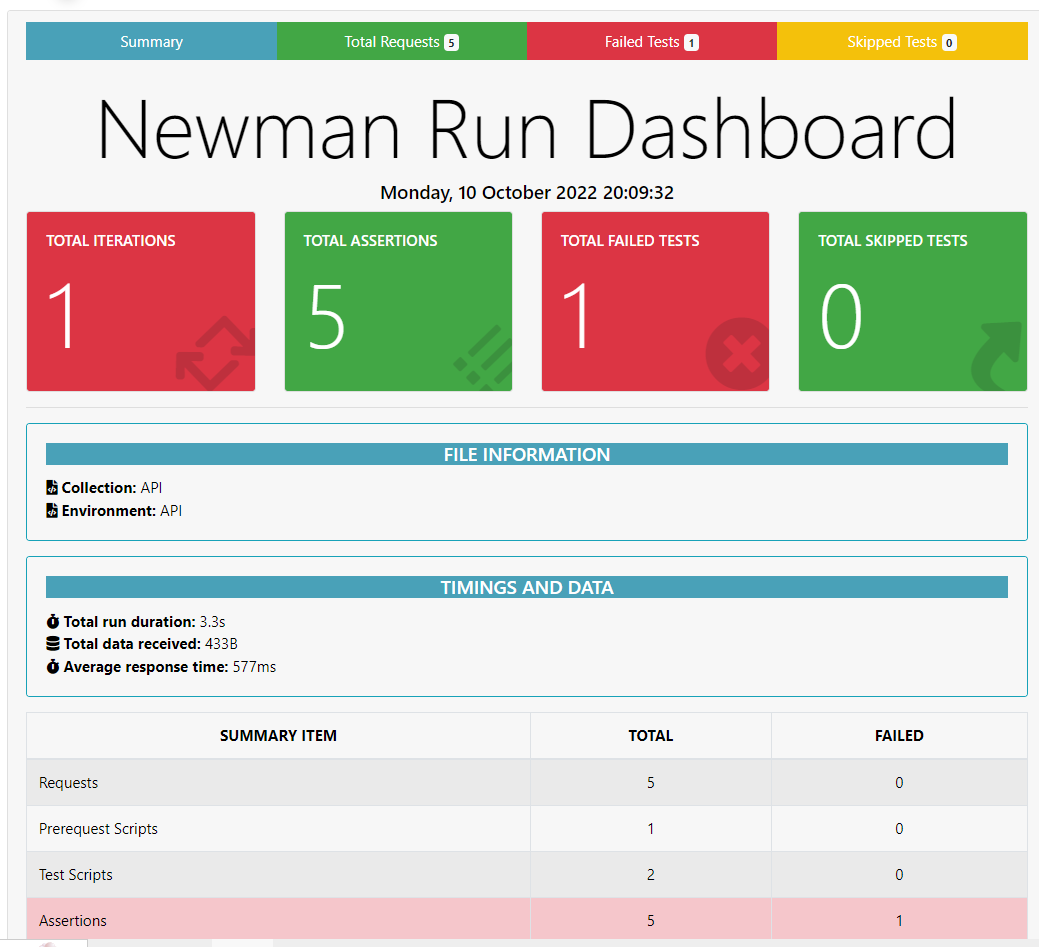 Summary Total Requests 5 Failed Tests 1 Skipped Tests 0
Newman Run Dashboard
Monday, 10 October 2022 20:09:32
TOTAL ITERATIONS
1
TOTAL ASSERTIONS
5
TOTAL FAILED TESTS
1
TOTAL SKIPPED TESTS
0
FILE INFORMATION
Collection: API
Environment: API
TIMINGS AND DATA
Total run duration: 3.3s
Total data received: 433B
Average response time: 577ms
SUMMARY ITEM TOTAL FAILED
Requests 5 0
Prerequest Scripts 1 0
Test Scripts 2 0
Assertions 5 1